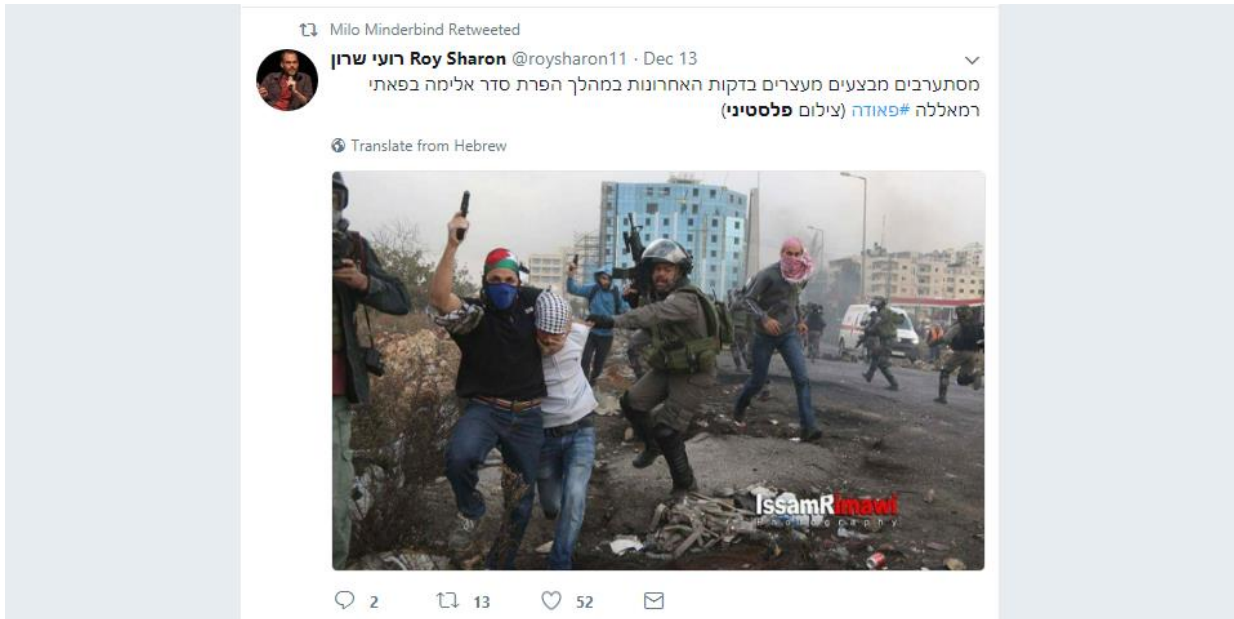 Milo Minderbind Retweeted
רועי שרון Roy Sharon @roysharon11 · Dec 13
מסתערבים מבצעים מעצרים בדקות האחרונות במהלך הפרת סדר אלימה בפאתי
רמאללה #פאודה (צילום פלסטיני)
Translate from Hebrew
IssamRimawi
Photography
2 13 52